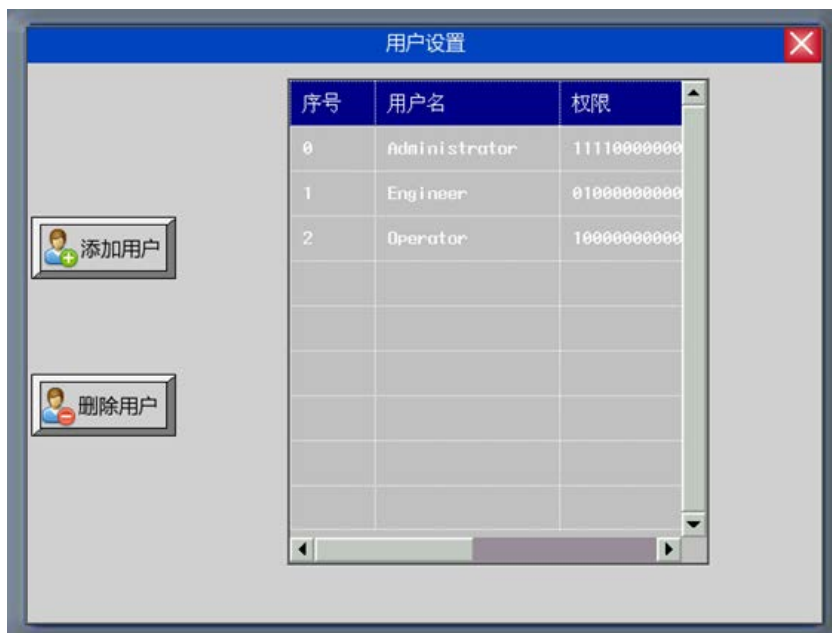 用户设置
序号 用户名 权限
0 Administrator 11110000000
1 Engineer 01000000000
2 Operator 10000000000
添加用户
删除用户